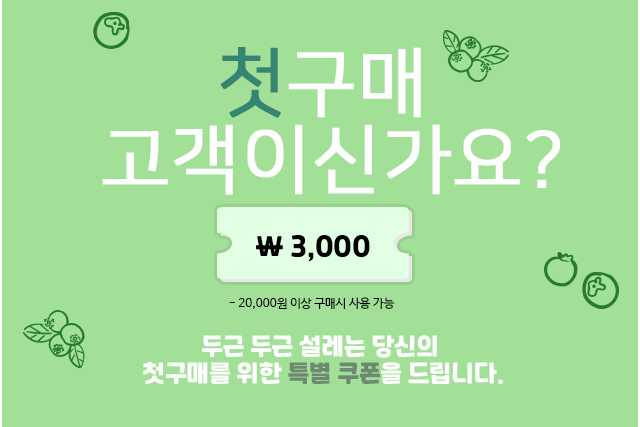 첫구매
고객이신가요?
₩ 3,000
- 20,000원 이상 구매시 사용 가능
두근 두근 설레는 당신의
첫구매를 위한 특별 쿠폰을 드립니다.